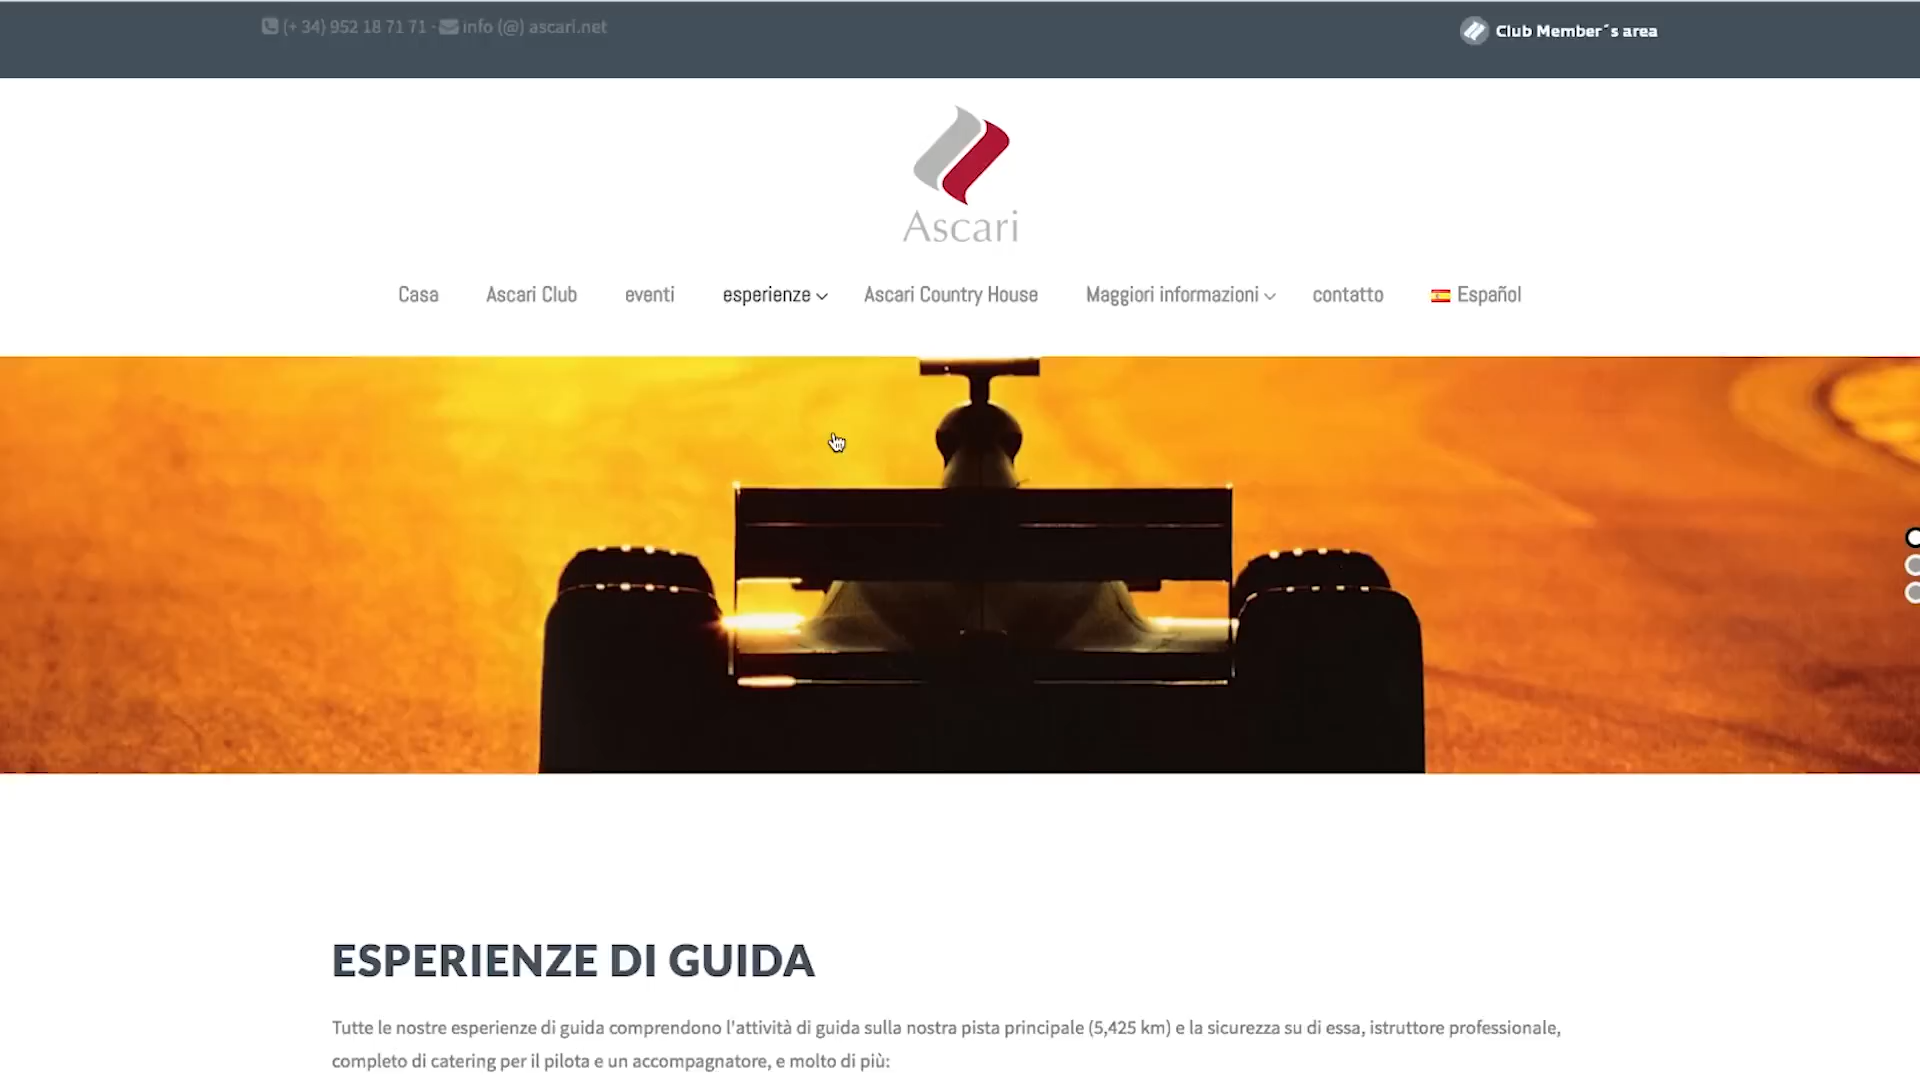 (+ 34) 952 18 71 71 - info (@) ascari.net
Club Member´s area
Ascari
Casa Ascari Club eventi esperienze Ascari Country House Maggiori informazioni contatto Español
ESPERIENZE DI GUIDA
Tutte le nostre esperienze di guida comprendono l'attività di guida sulla nostra pista principale (5,425 km) e la sicurezza su di essa, istruttore professionale,
completo di catering per il pilota e un accompagnatore, e molto di più: